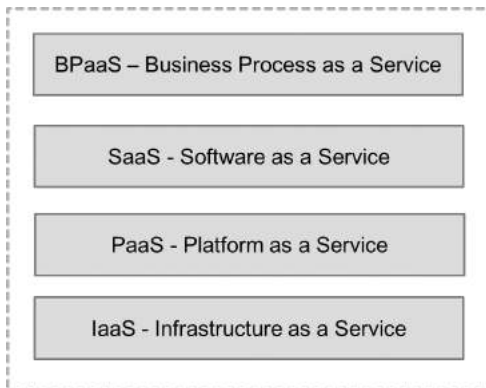 BPaaS – Business Process as a Service
SaaS - Software as a Service
PaaS - Platform as a Service
IaaS - Infrastructure as a Service